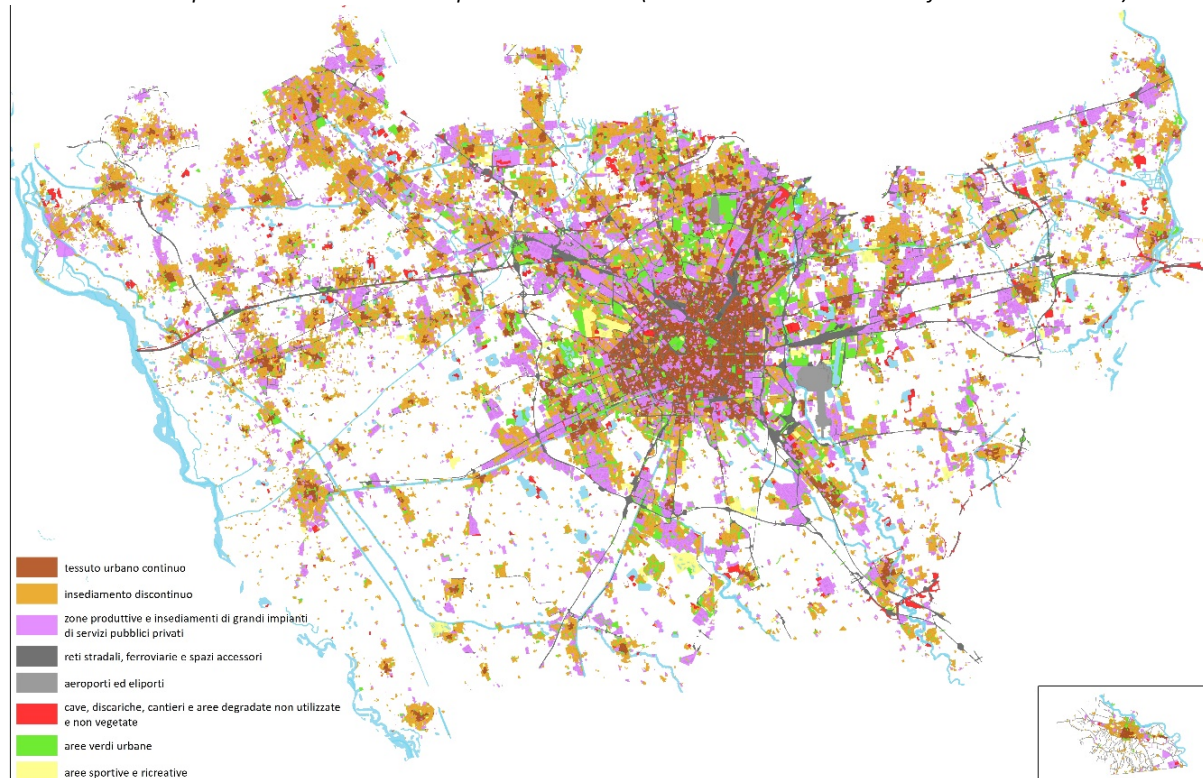 tessuto urbano continuo
insediamento discontinuo
zone produttive e insediamenti di grandi impianti
di servizi pubblici privati
reti stradali, ferroviarie e spazi accessori
aeroporti ed eliporti
cave, discariche, cantieri e aree degradate non utilizzate
e non vegetate
aree verdi urbane
aree sportive e ricreative